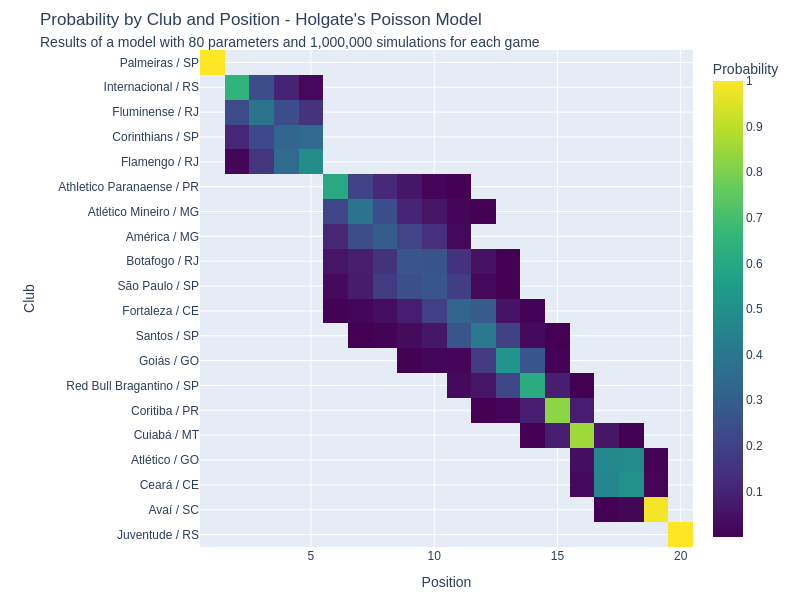 Probability by Club and Position - Holgate's Poisson Model
Results of a model with 80 parameters and 1,000,000 simulations for each game
Probability
Palmeiras / SP
Internacional / RS
Fluminense / RJ
Corinthians / SP
Flamengo / RJ
Athletico Paranaense / PR
Atlético Mineiro / MG
América / MG
Botafogo / RJ
São Paulo / SP
Fortaleza / CE
Santos / SP
Goiás / GO
Red Bull Bragantino / SP
Coritiba / PR
Cuiabá / MT
Atlético / GO
Ceará / CE
Avaí / SC
Juventude / RS
Club
5
10
15
20
Position
1
0.9
0.8
0.7
0.6
0.5
0.4
0.3
0.2
0.1